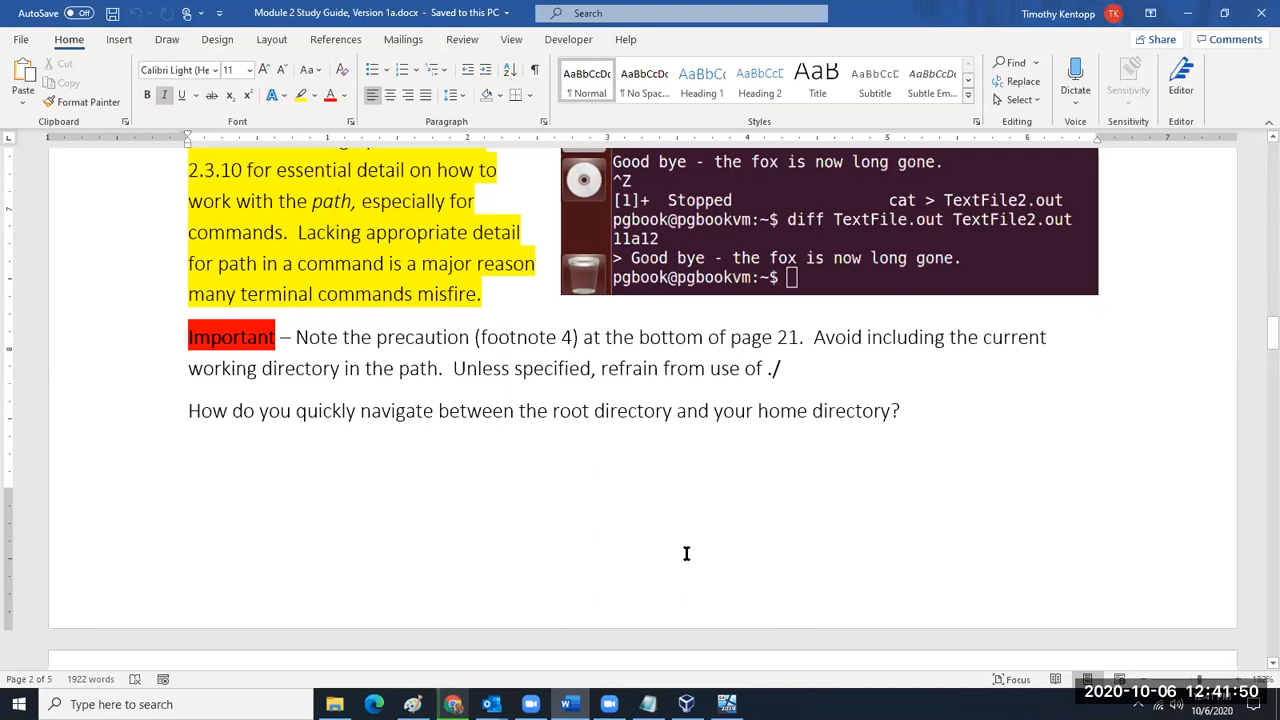 AutoSave Off
Module 2 Study Guide, Version 1a.docx - Saved to this PC
Search
Timothy Kentopp TK
File Home Insert Draw Design Layout References Mailings Review View Developer Help
Share Comments
Paste
Cut
Copy
Format Painter
Calibri Light (He 11
Find
Replace
Select
Dictate
Sensitivity
Editor
AaBbCcDc AaBbCcDc AaBbCc AaBbCcD AaB AaBbCcD AaBbCcDc
¶ Normal ¶ No Spac... Heading 1 Heading 2 Title Subtitle Subtle Em...
Clipboard Font Paragraph Styles Editing Voice Sensitivity Editor
2.3.10 for essential detail on how to
work with the path, especially for
commands. Lacking appropriate detail
for path in a command is a major reason
many terminal commands misfire.
Good bye - the fox is now long gone.
^Z
[1]+ Stopped cat > TextFile2.out
pgbook@pgbookvm:~$ diff TextFile.out TextFile2.out
11a12
> Good bye - the fox is now long gone.
pgbook@pgbookvm:~$
Important – Note the precaution (footnote 4) at the bottom of page 21. Avoid including the current
working directory in the path. Unless specified, refrain from use of ./
How do you quickly navigate between the root directory and your home directory?
Page 2 of 5 1922 words
Focus
Type here to search
2020-10-06 12:41:50
10/6/2020